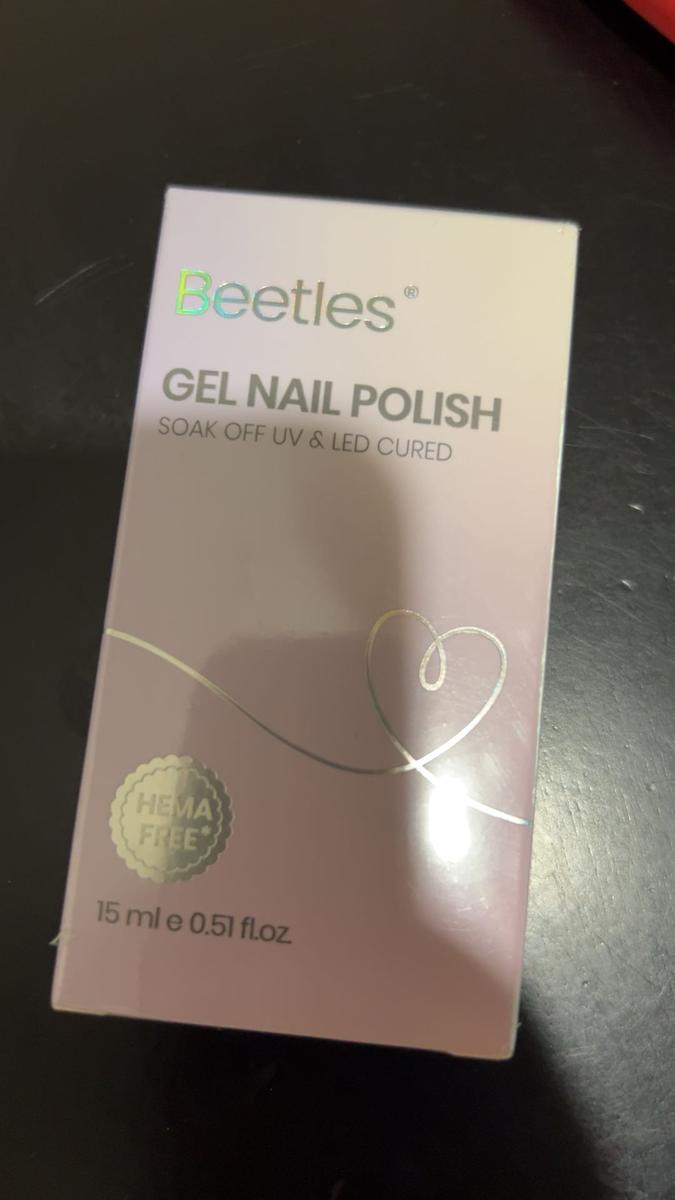 Beetles®
GEL NAIL POLISH
SOAK OFF UV & LED CURED
HEMA
FREE*
15 ml e 0.51 fl.oz.